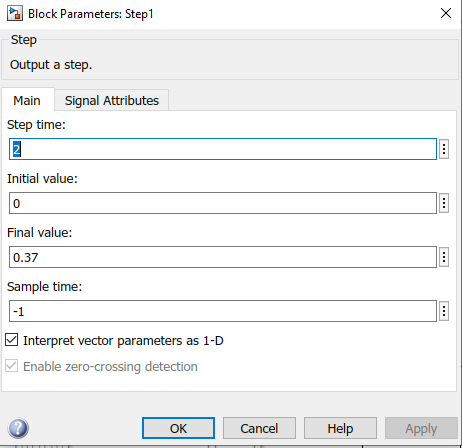 Block Parameters: Step1
Step
Output a step.
Main Signal Attributes
Step time:
2
Initial value:
0
Final value:
0.37
Sample time:
-1
Interpret vector parameters as 1-D
Enable zero-crossing detection
? OK Cancel Help Apply